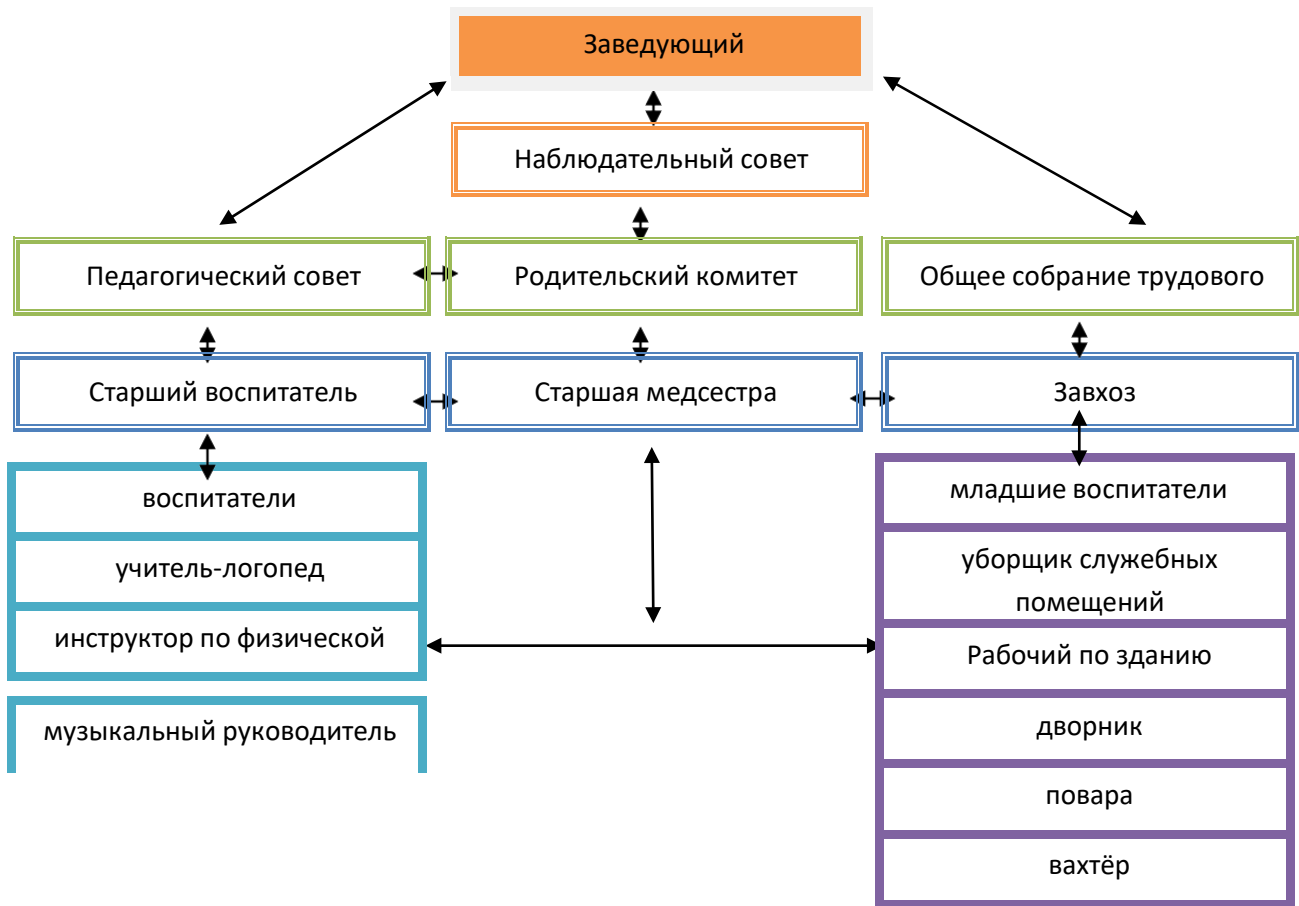 Заведующий
Наблюдательный совет
Педагогический совет
Родительский комитет
Общее собрание трудового
Старший воспитатель
Старшая медсестра
Завхоз
воспитатели
учитель-логопед
инструктор по физической
музыкальный руководитель
младшие воспитатели
уборщик служебных
помещений
Рабочий по зданию
дворник
повара
вахтёр